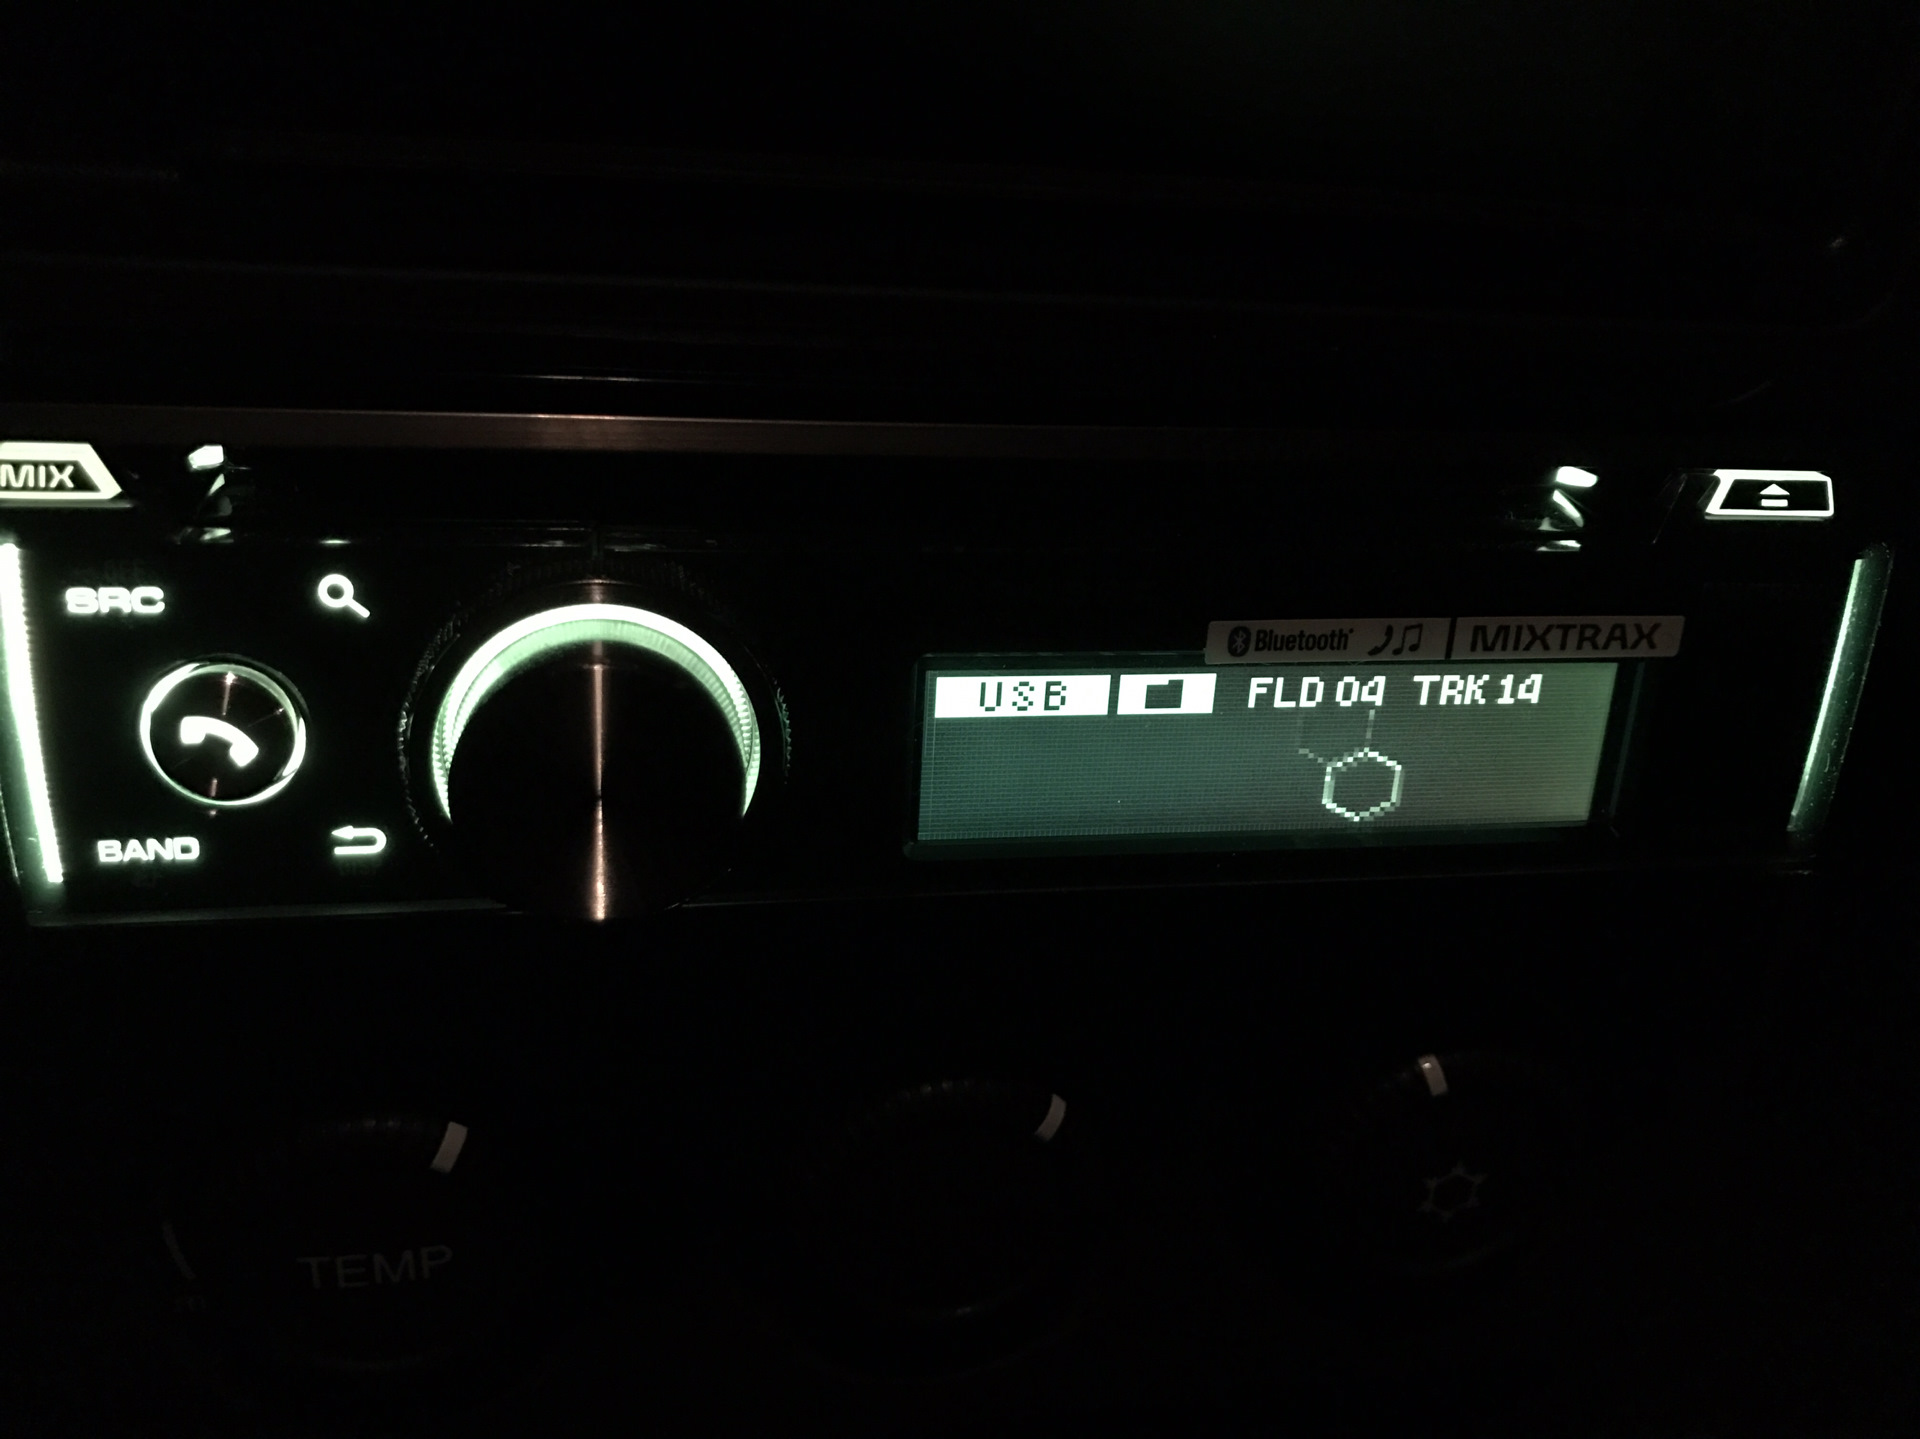 MIX
SRC
Bluetooth MIXTRAX
USB FLD 04 TRK 14
BAND
TEMP